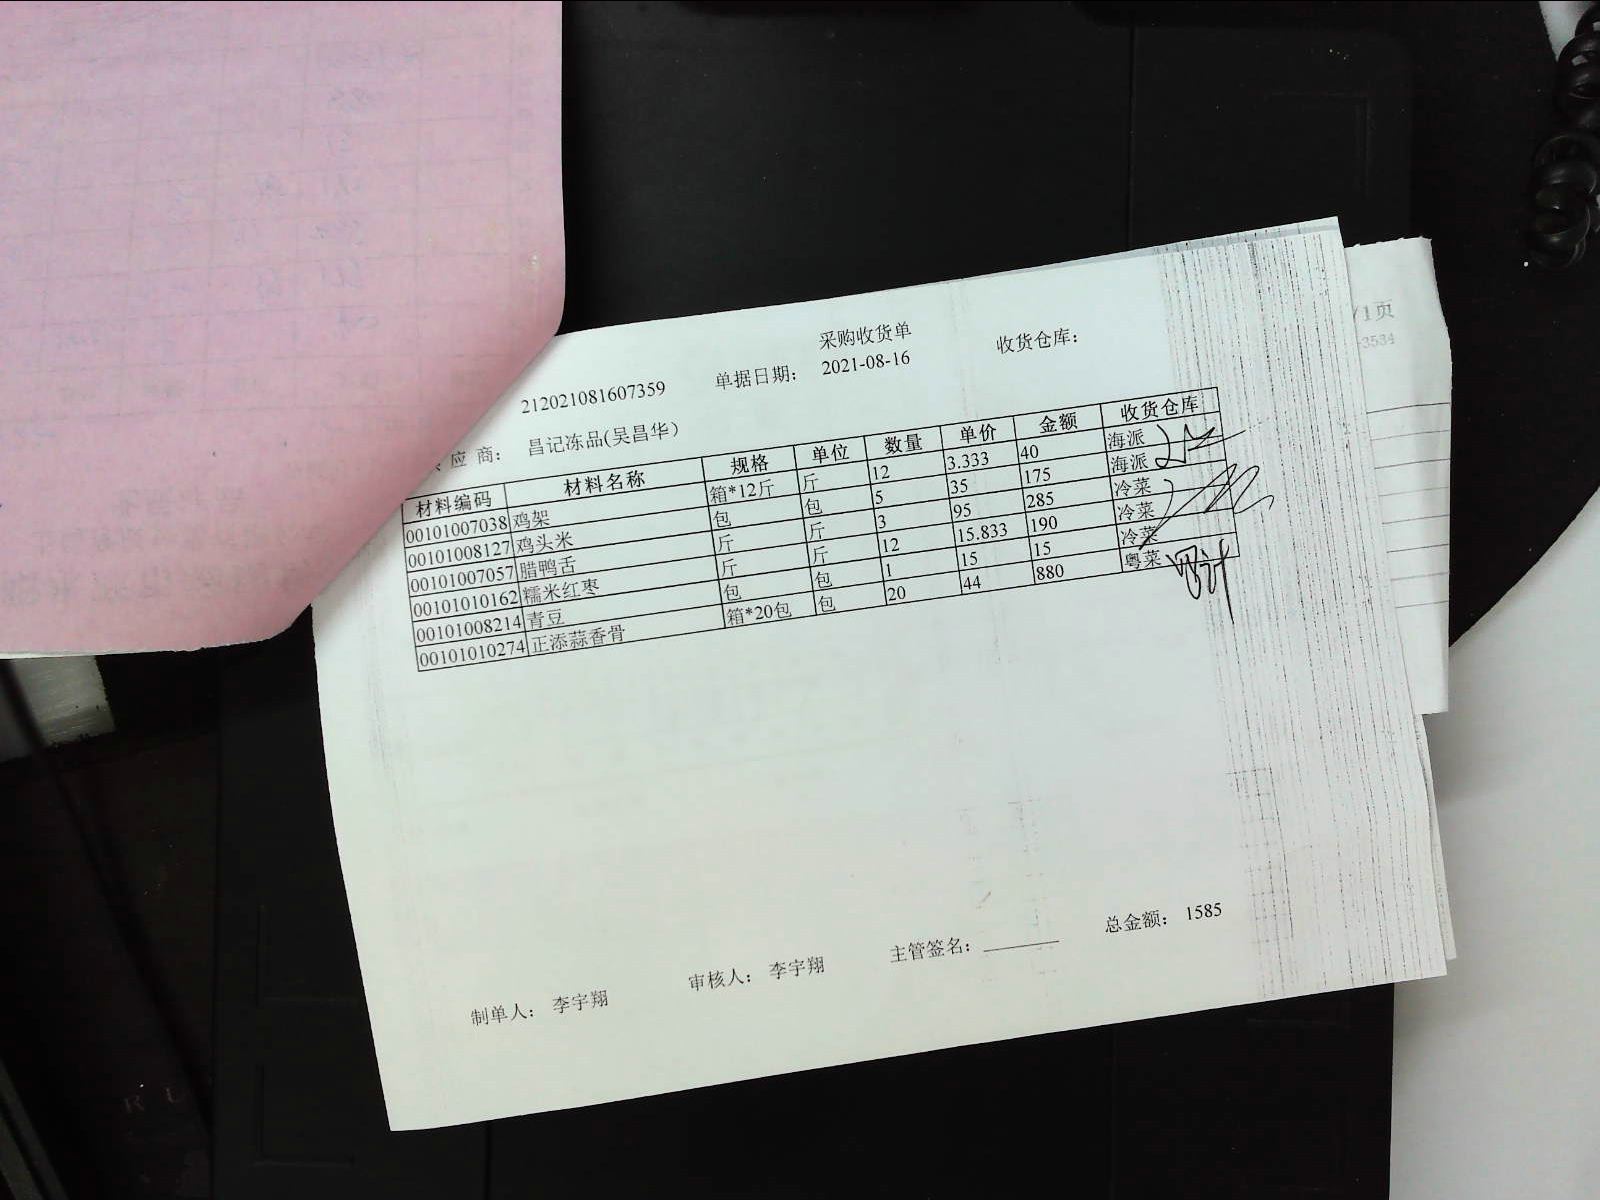 采购收货单
212021081607359 单据日期： 2021-08-16 收货仓库：
应商： 昌记冻品(吴昌华)
材料编码 材料名称 规格 单位 数量 单价 金额 收货仓库
00101007038 鸡架 箱*12斤 斤 12 3.333 40 海派
00101008127 鸡头米 包 包 5 35 175 海派
00101007057 腊鸭舌 斤 斤 3 95 285 冷菜
00101010162 糯米红枣 斤 斤 12 15.833 190 冷菜
00101008214 青豆 包 包 1 15 15 冷菜
00101010274 正添蒜香骨 箱*20包 包 20 44 880 粤菜
总金额： 1585
制单人： 李宇翔 审核人： 李宇翔 主管签名：
/1页
-3534